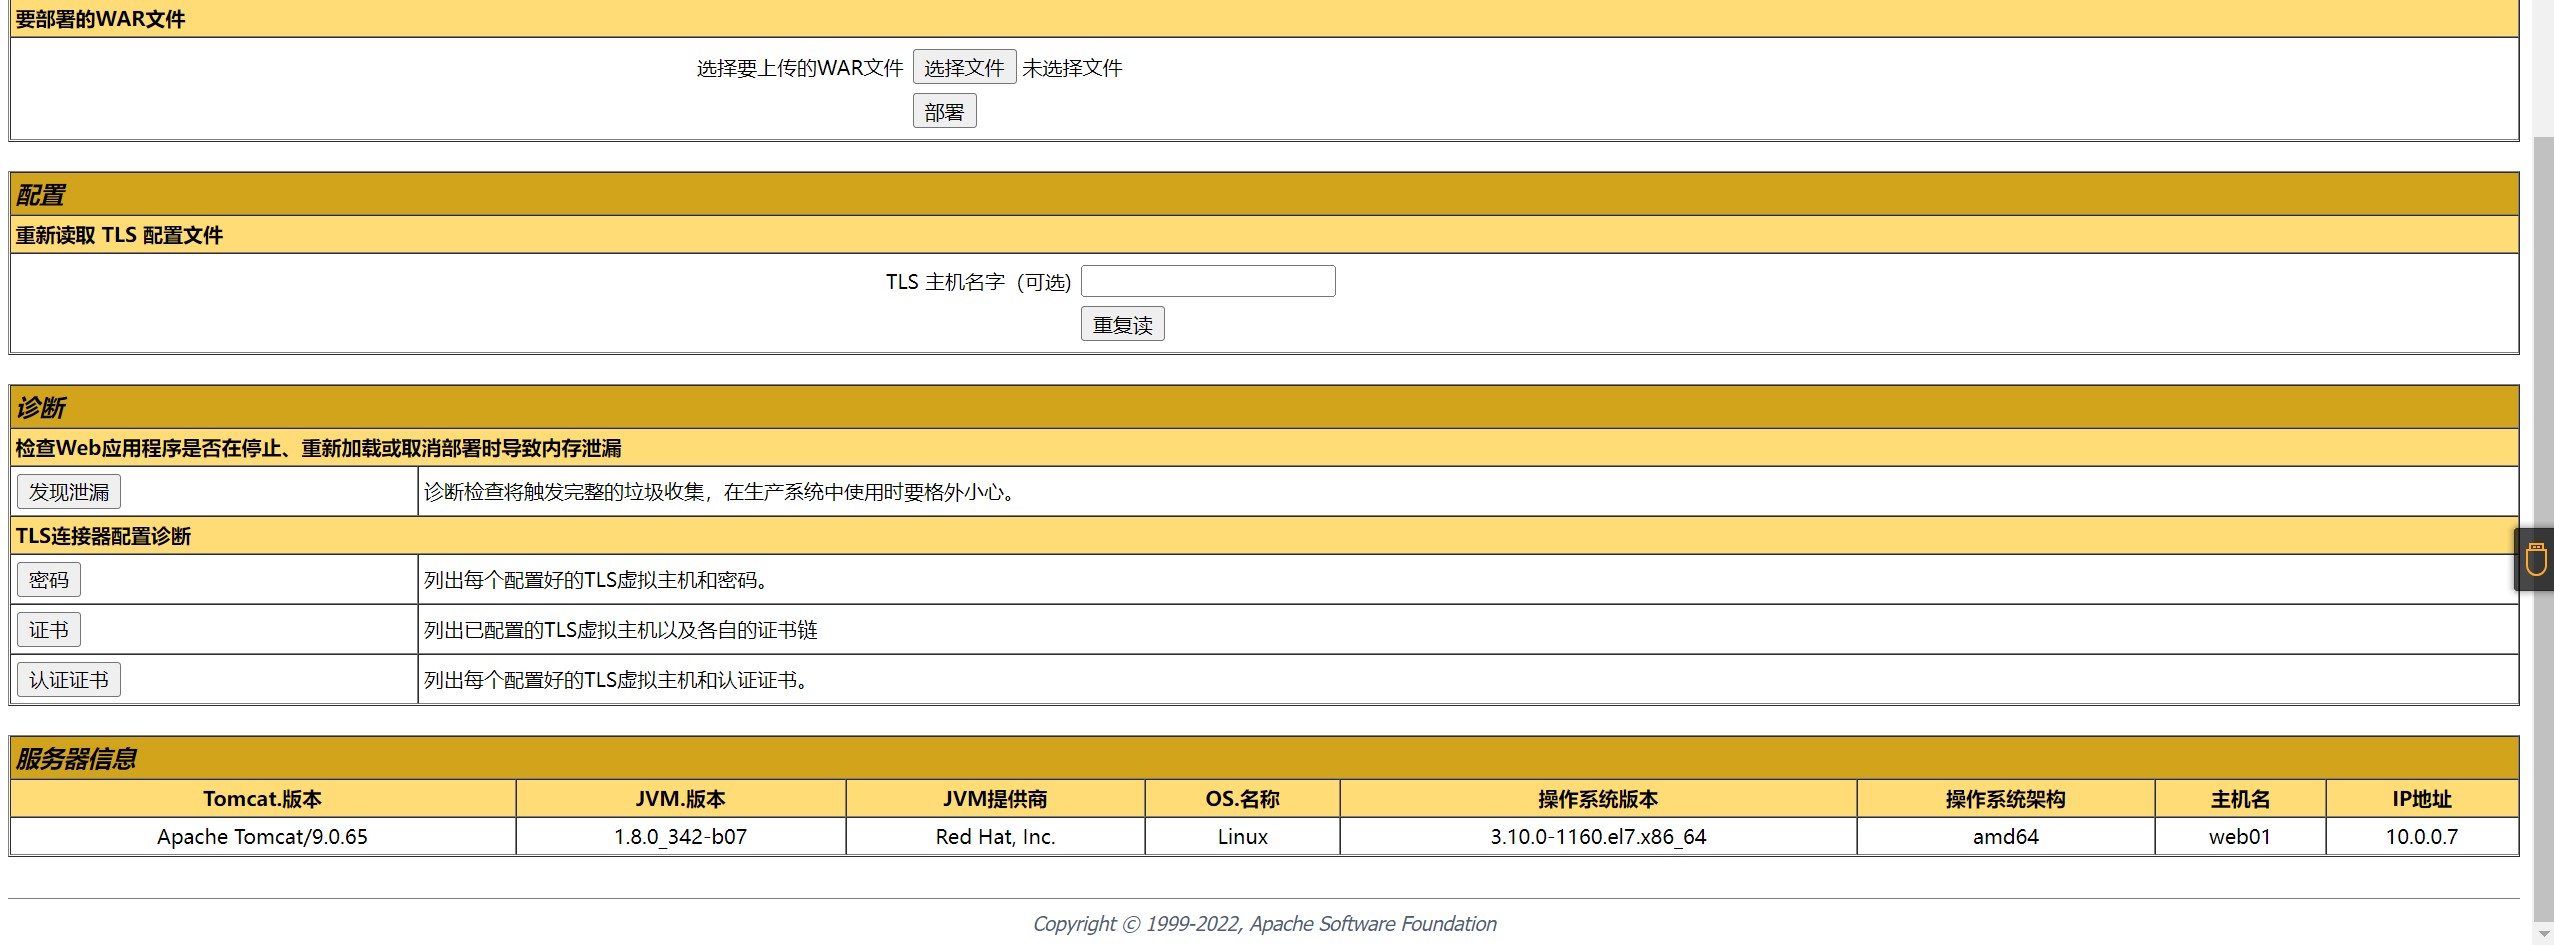 要部署的WAR文件
选择要上传的WAR文件 选择文件 未选择文件
部署
配置
重新读取 TLS 配置文件
TLS 主机名字（可选)
重复读
诊断
检查Web应用程序是否在停止、重新加载或取消部署时导致内存泄漏
发现泄漏 诊断检查将触发完整的垃圾收集，在生产系统中使用时要格外小心。
TLS连接器配置诊断
密码 列出每个配置好的TLS虚拟主机和密码。
证书 列出已配置的TLS虚拟主机以及各自的证书链
认证证书 列出每个配置好的TLS虚拟主机和认证证书。
服务器信息
Tomcat.版本 JVM.版本 JVM提供商 OS.名称 操作系统版本 操作系统架构 主机名 IP地址
Apache Tomcat/9.0.65 1.8.0_342-b07 Red Hat, Inc. Linux 3.10.0-1160.el7.x86_64 amd64 web01 10.0.0.7
Copyright © 1999-2022, Apache Software Foundation